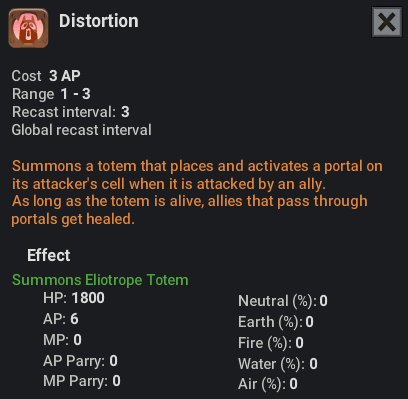 Distortion
Cost 3 AP
Range 1 - 3
Recast interval: 3
Global recast interval
Summons a totem that places and activates a portal on
its attacker's cell when it is attacked by an ally.
As long as the totem is alive, allies that pass through
portals get healed.
Effect
Summons Eliotrope Totem
HP: 1800
AP: 6
MP: 0
AP Parry: 0
MP Parry: 0
Neutral (%): 0
Earth (%): 0
Fire (%): 0
Water (%): 0
Air (%): 0